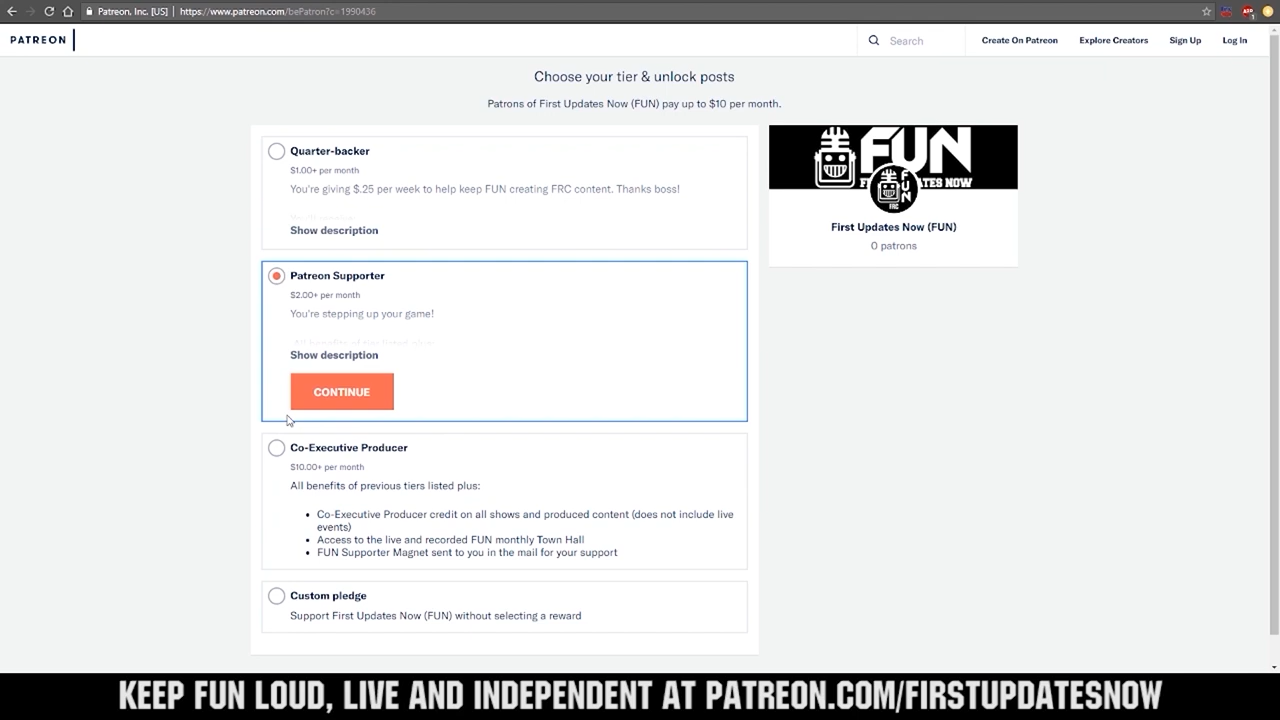 Patreon, Inc. [US] | https://www.patreon.com/bePatron?c=1990436
PATREON
Search
Create On Patreon
Explore Creators
Sign Up
Log In
Choose your tier & unlock posts
Patrons of First Updates Now (FUN) pay up to $10 per month.
Quarter-backer
$1.00+ per month
You're giving $.25 per week to help keep FUN creating FRC content. Thanks boss!
Show description
Patreon Supporter
$2.00+ per month
You're stepping up your game!
Show description
CONTINUE
Co-Executive Producer
$10.00+ per month
All benefits of previous tiers listed plus:
• Co-Executive Producer credit on all shows and produced content (does not include live
events)
• Access to the live and recorded FUN monthly Town Hall
• FUN Supporter Magnet sent to you in the mail for your support
Custom pledge
Support First Updates Now (FUN) without selecting a reward
FUN
FUN
FRC
First Updates Now (FUN)
0 patrons
KEEP FUN LOUD, LIVE AND INDEPENDENT AT PATREON.COM/FIRSTUPDATESNOW